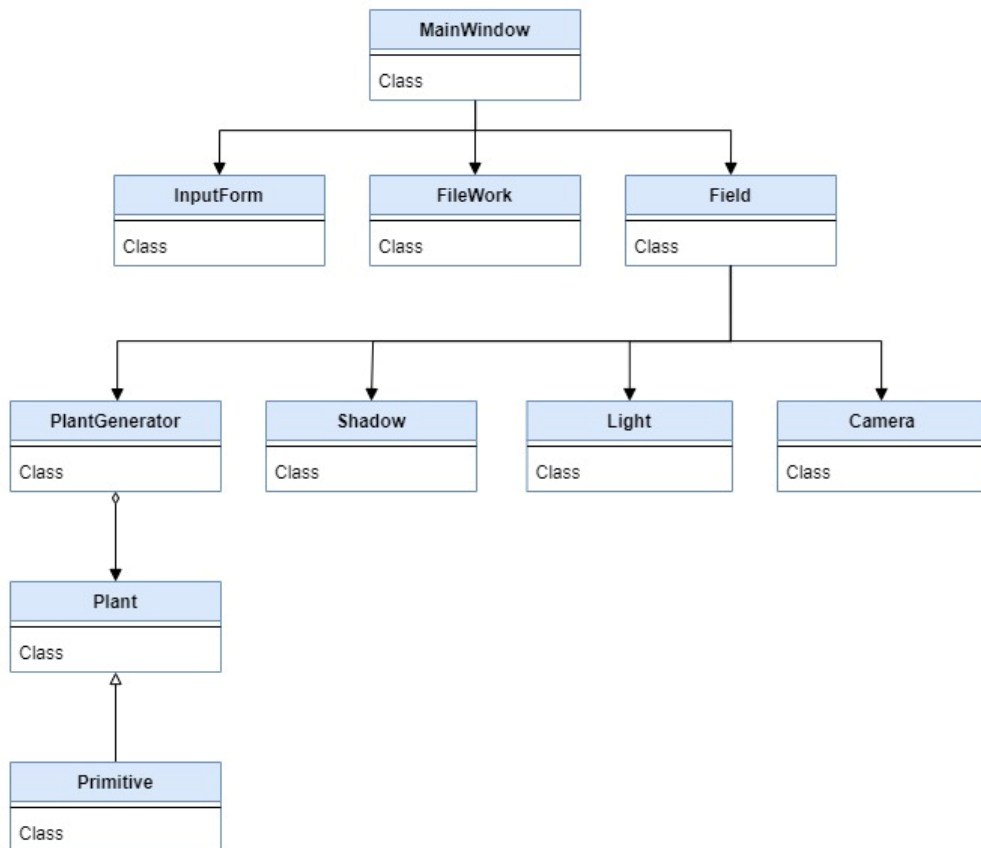 MainWindow
Class
InputForm
FileWork
Field
Class
Class
Class
PlantGenerator
Shadow
Light
Camera
Class
Class
Class
Class
Plant
Class
Primitive
Class